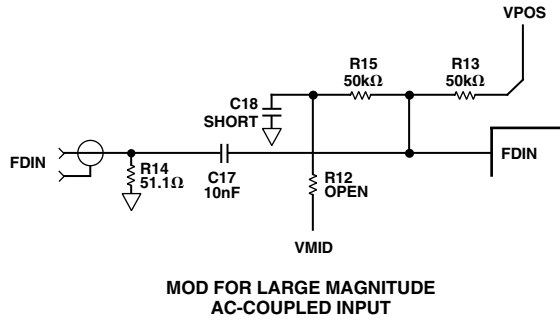 VPOS
R15
50kΩ
R13
50kΩ
C18
SHORT
FDIN
R14
51.1Ω
C17
10nF
R12
OPEN
FDIN
VMID
MOD FOR LARGE MAGNITUDE
AC-COUPLED INPUT